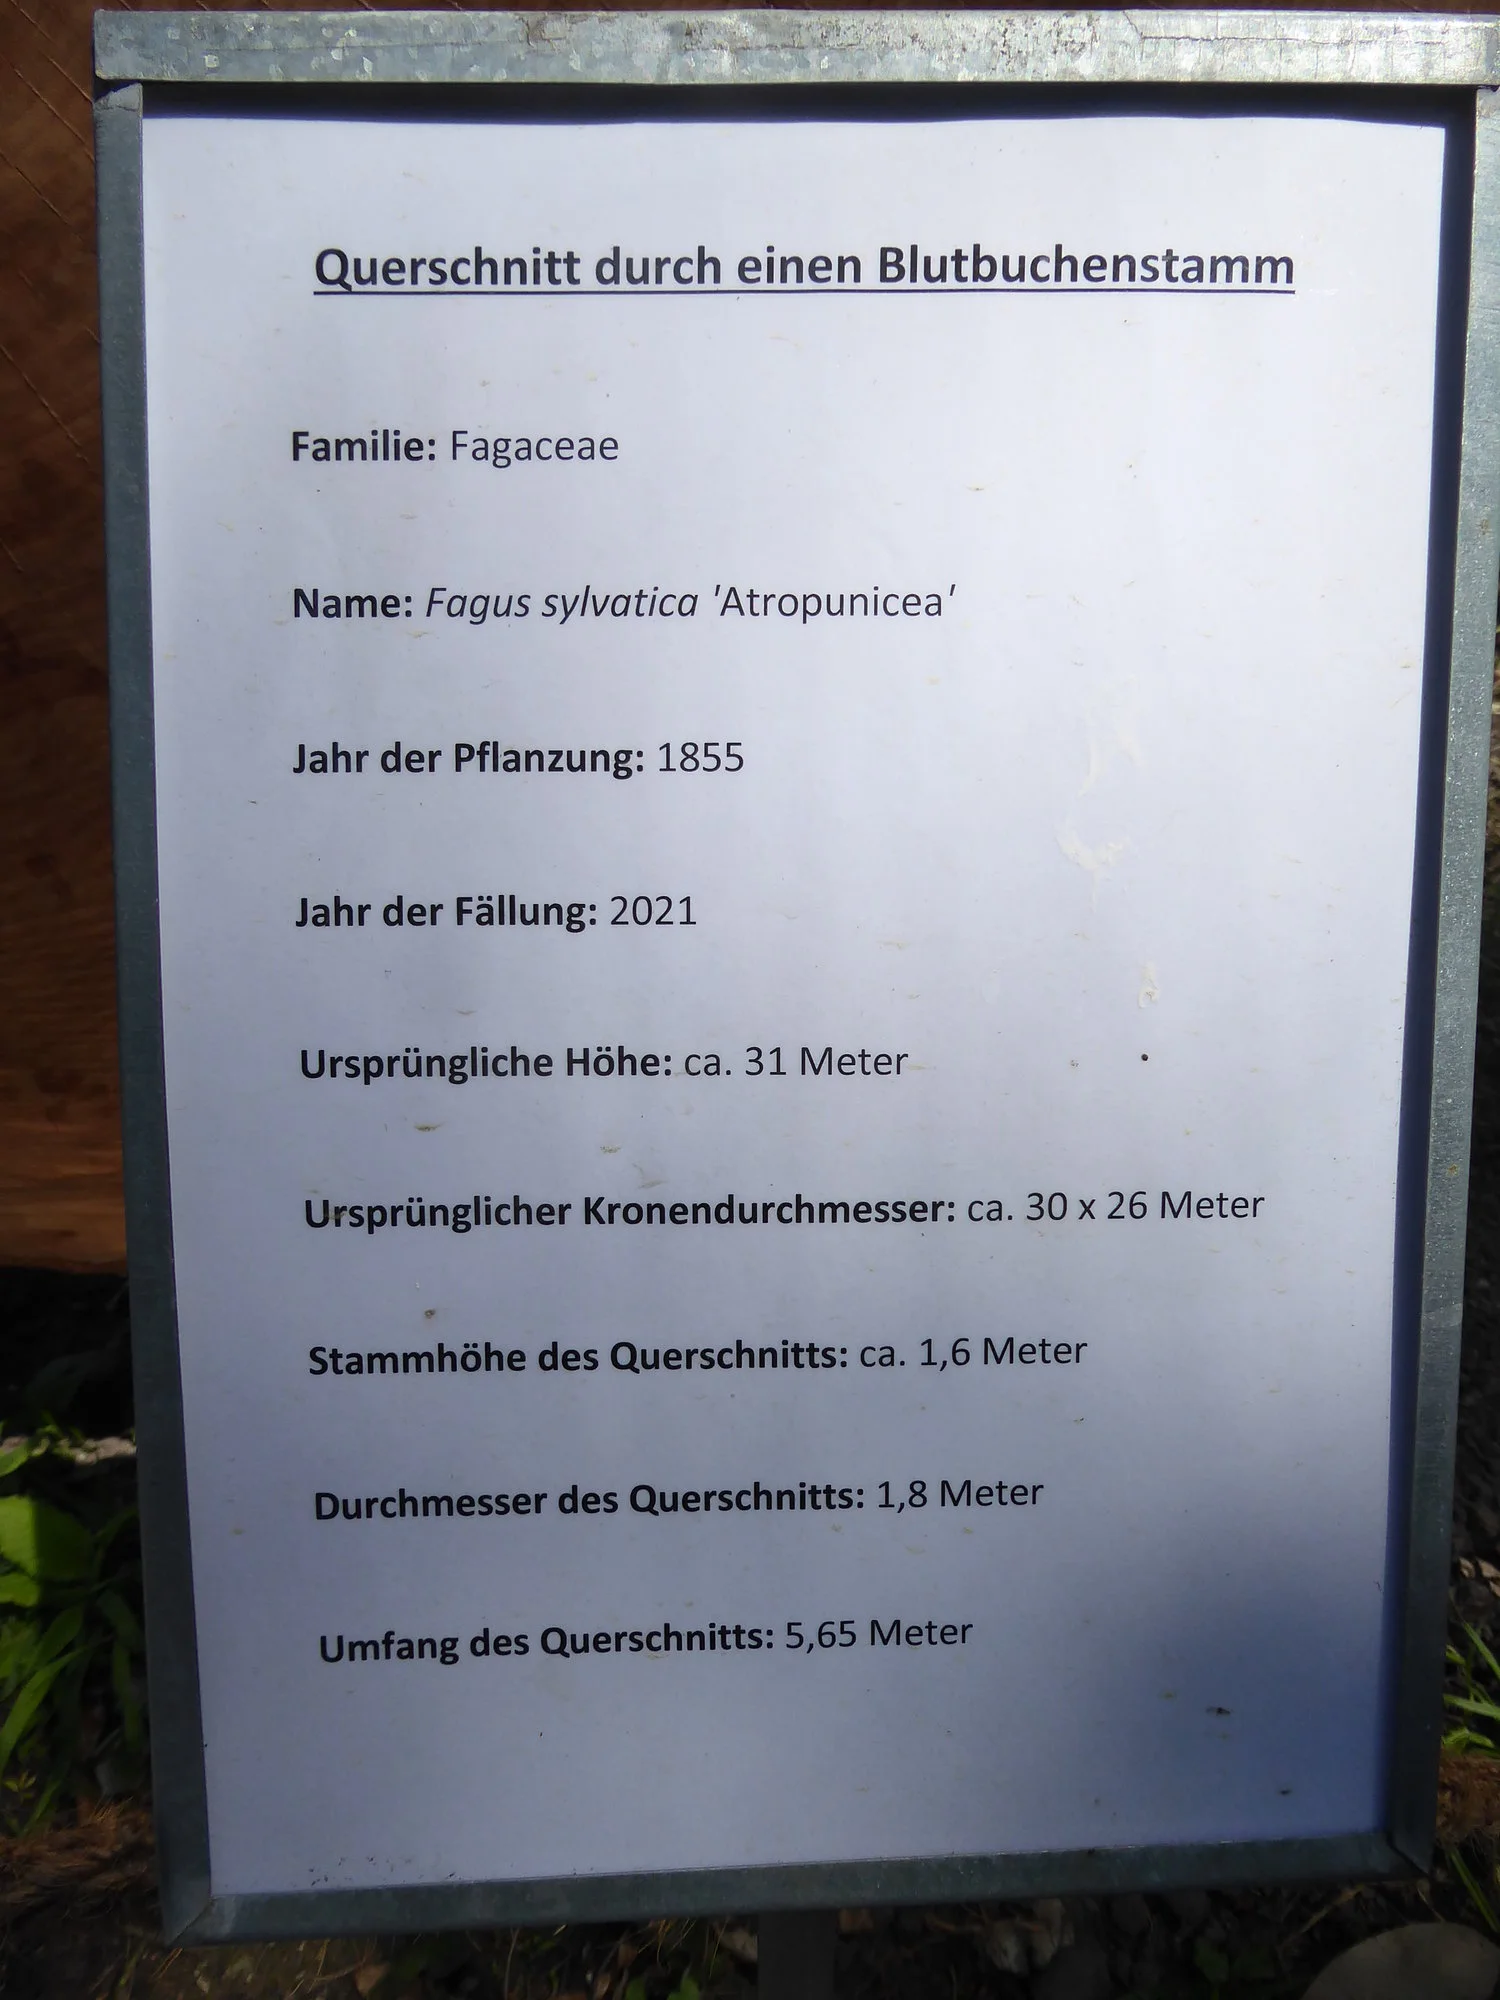 Querschnitt durch einen Blutbuchenstamm
Familie: Fagaceae
Name: Fagus sylvatica 'Atropunicea'
Jahr der Pflanzung: 1855
Jahr der Fällung: 2021
Ursprüngliche Höhe: ca. 31 Meter
Ursprünglicher Kronendurchmesser: ca. 30 x 26 Meter
Stammhöhe des Querschnitts: ca. 1,6 Meter
Durchmesser des Querschnitts: 1,8 Meter
Umfang des Querschnitts: 5,65 Meter